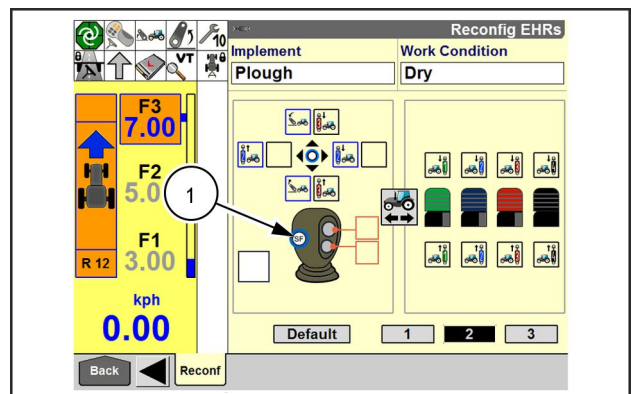 10
VT
Reconfig EHRs
Implement
Work Condition
Plough
Dry
F3
7.00
F2
5.0
1
F1
R 12
3.00
SF
kph
0.00
Default
1
2
3
Back
Reconf